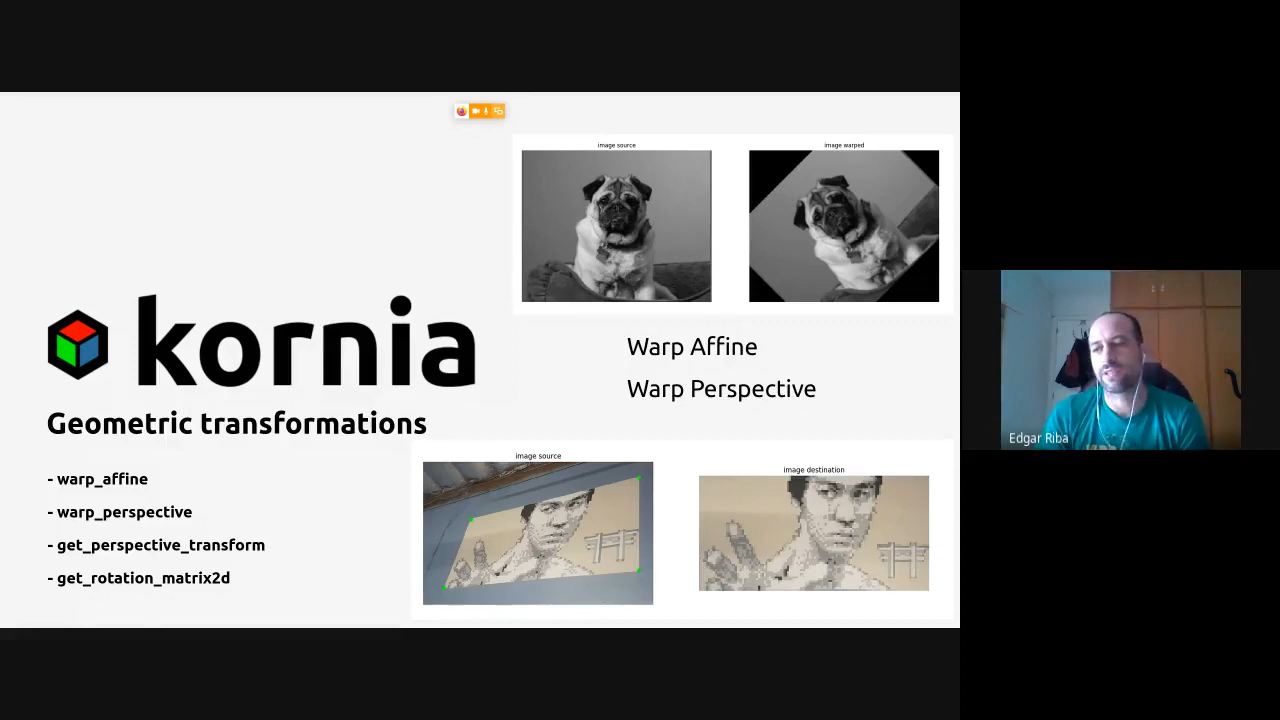 image source
image warped
kornia
Warp Affine
Warp Perspective
Geometric transformations
- warp_affine
- warp_perspective
- get_perspective_transform
- get_rotation_matrix2d
image source
image destination
Edgar Riba